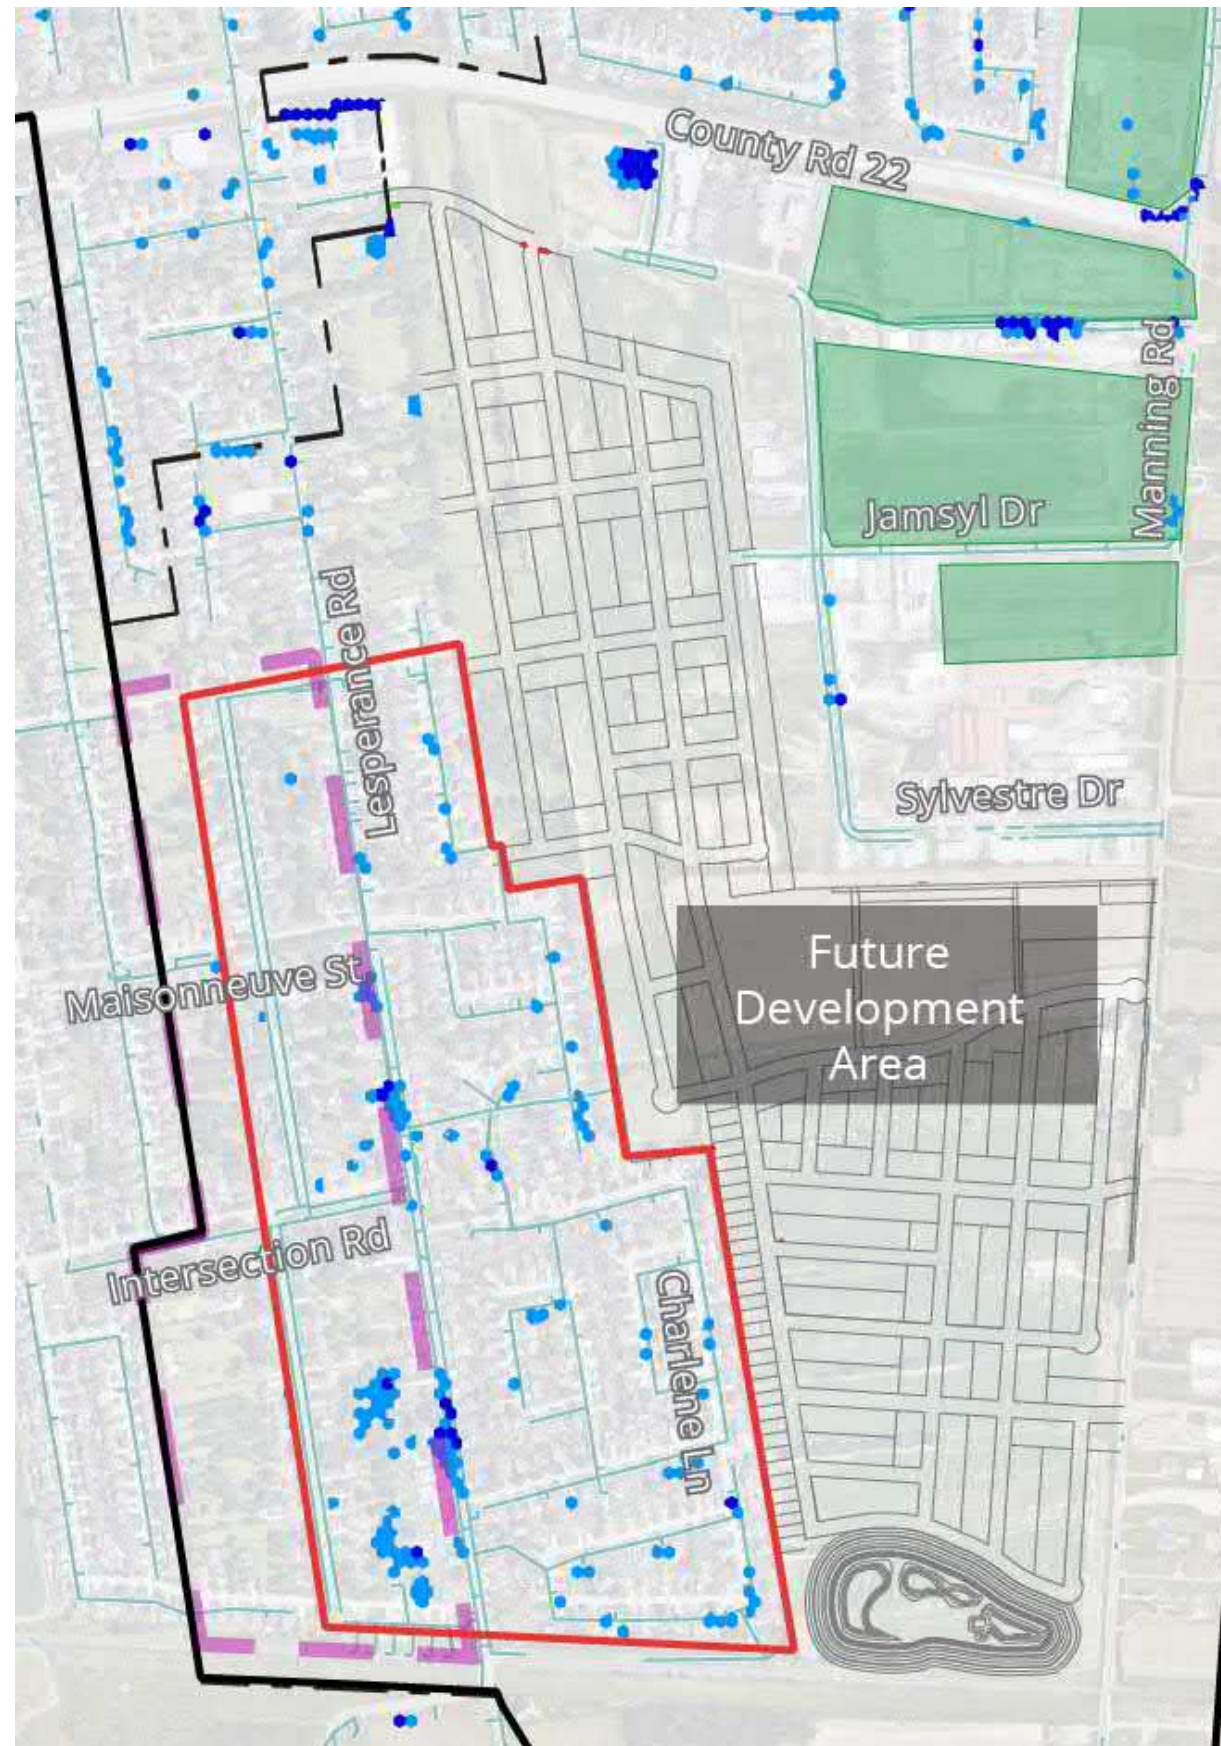 County Rd 22
Manning Rd
Jamsyl Dr
Lesperance Rd
Sylvestre Dr
Future
Development
Area
Maisonneuve St
Intersection Rd
Charlene Ln